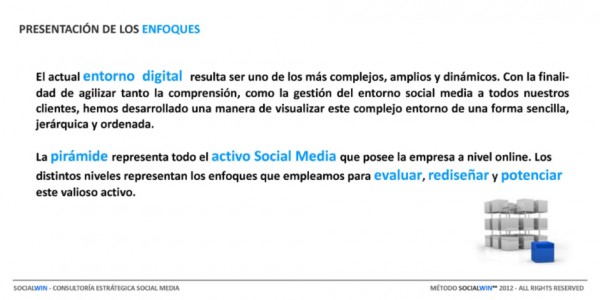 PRESENTACIÓN DE LOS ENFOQUES
El actual entorno digital resulta ser uno de los más complejos, amplios y dinámicos. Con la finali-
dad de agilizar tanto la comprensión, como la gestión del entorno social media a todos nuestros
clientes, hemos desarrollado una manera de visualizar este complejo entorno de una forma sencilla,
jerárquica y ordenada.
La pirámide representa todo el activo Social Media que posee la empresa a nivel online. Los
distintos niveles representan los enfoques que empleamos para evaluar, rediseñar y potenciar
este valioso activo.
SOCIALWIN - CONSULTORÍA ESTRÁTEGICA SOCIAL MEDIA
MÉTODO SOCIALWIN™ 2012 - ALL RIGHTS RESERVED